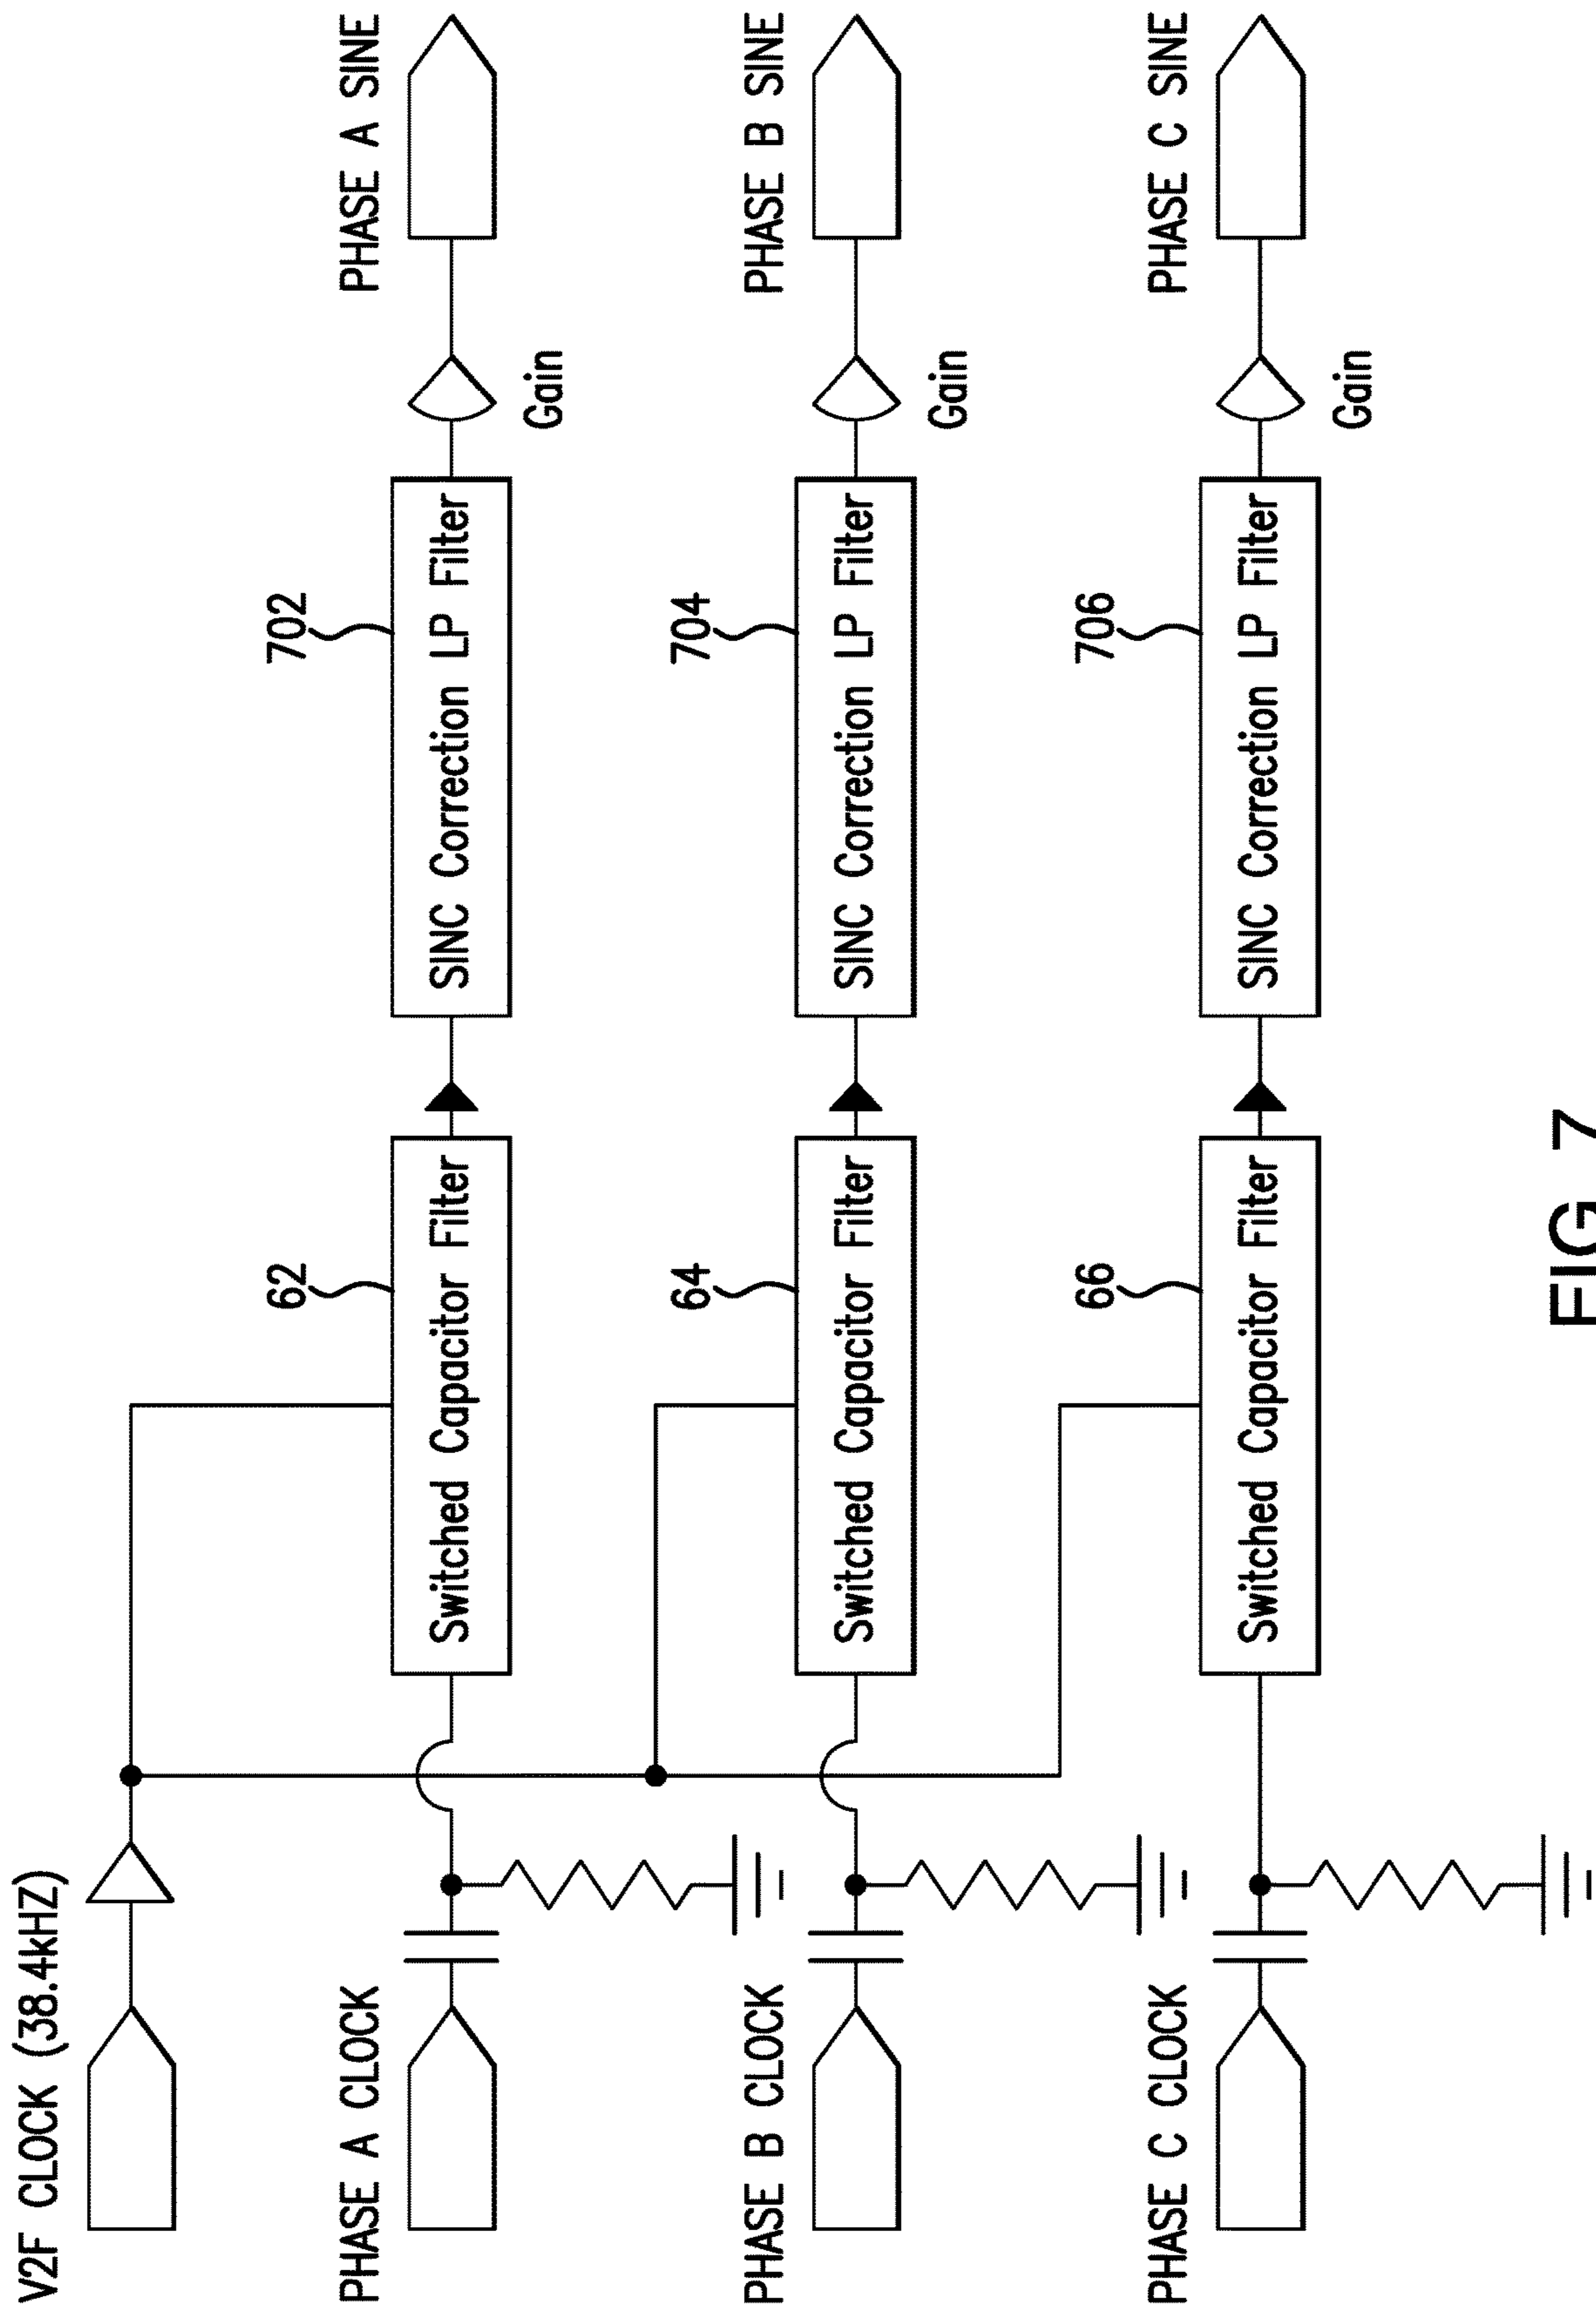 V2F CLOCK (38.4kHZ)
PHASE A CLOCK
62
Switched Capacitor Filter
702
SINC Correction LP Filter
Gain
PHASE A SINE
PHASE B CLOCK
64
Switched Capacitor Filter
704
SINC Correction LP Filter
Gain
PHASE B SINE
PHASE C CLOCK
66
Switched Capacitor Filter
706
SINC Correction LP Filter
Gain
PHASE C SINE
FIG. 7